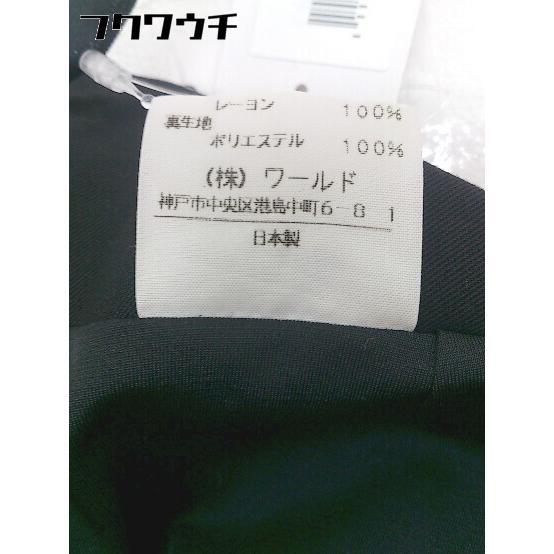 フクワウチ
レーヨン 100%
裏生地
ポリエステル 100%
(株) ワールド
神戸市中央区港島中町6-8 1
日本製